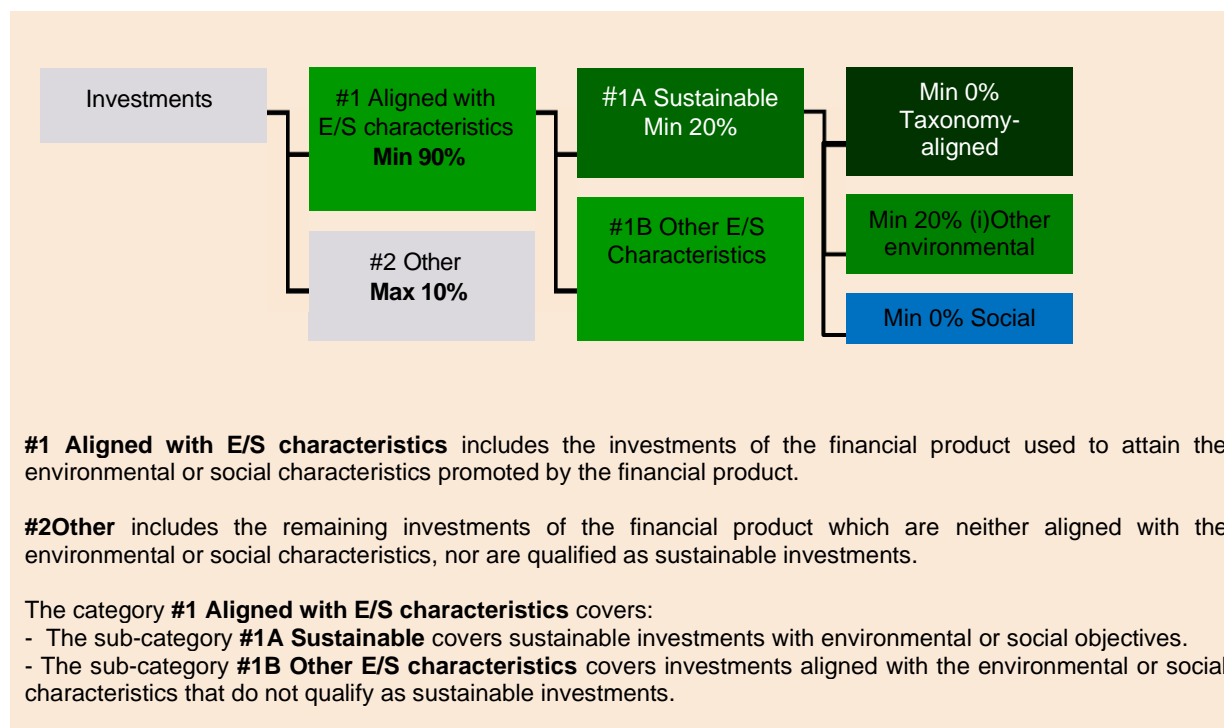 Investments
#1 Aligned with
E/S characteristics
Min 90%
#2 Other
Max 10%
#1A Sustainable
Min 20%
#1B Other E/S
Characteristics
Min 0%
Taxonomy-
aligned
Min 20% (i)Other
environmental
Min 0% Social
#1 Aligned with E/S characteristics includes the investments of the financial product used to attain the
environmental or social characteristics promoted by the financial product.
#2Other includes the remaining investments of the financial product which are neither aligned with the
environmental or social characteristics, nor are qualified as sustainable investments.
The category #1 Aligned with E/S characteristics covers:
- The sub-category #1A Sustainable covers sustainable investments with environmental or social objectives.
- The sub-category #1B Other E/S characteristics covers investments aligned with the environmental or social
characteristics that do not qualify as sustainable investments.